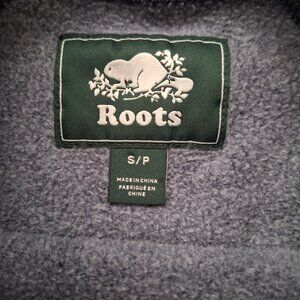 Roots
S/P
MADE IN CHINA
FABRIQUÉ EN
CHINE